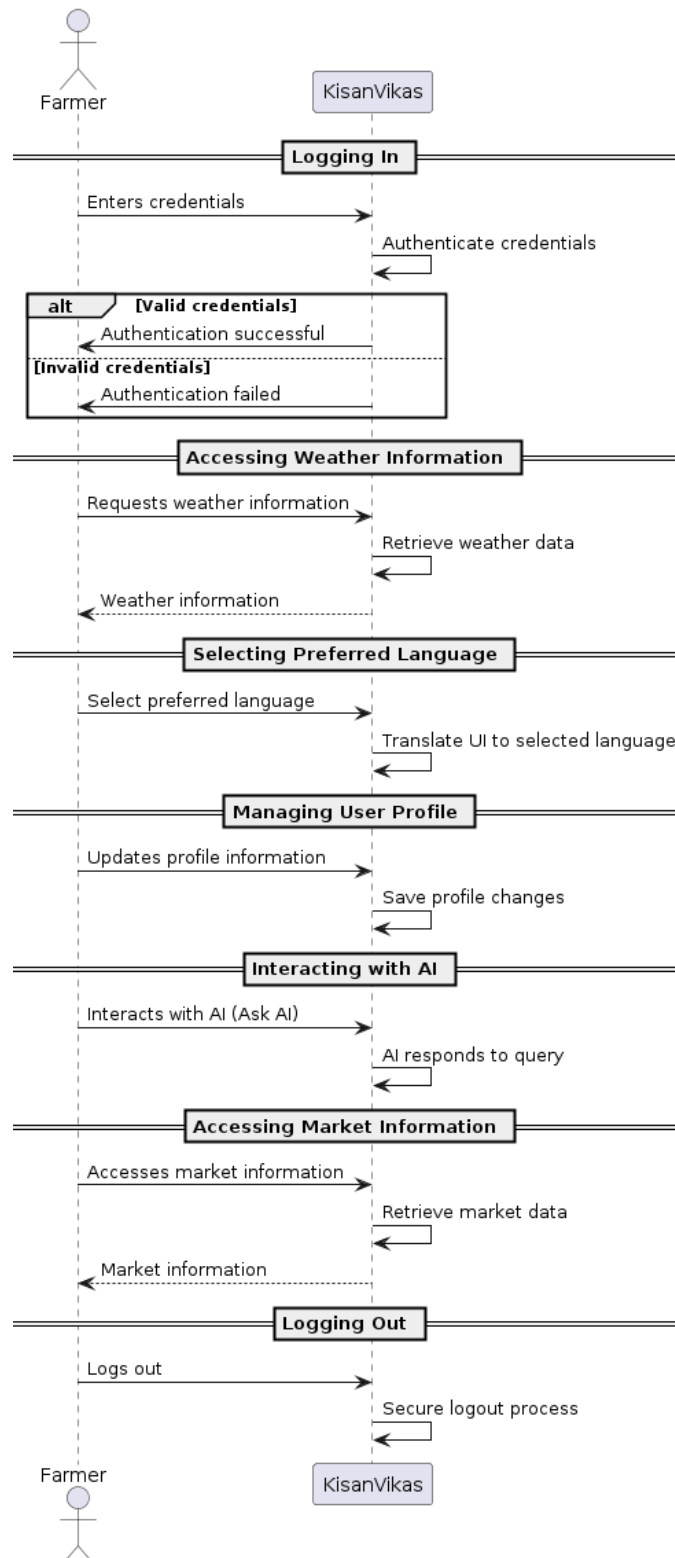 Farmer
KisanVikas
Logging In
Enters credentials
Authenticate credentials
alt [Valid credentials]
Authentication successful
[Invalid credentials]
Authentication failed
Accessing Weather Information
Requests weather information
Retrieve weather data
Weather information
Selecting Preferred Language
Select preferred language
Translate UI to selected language
Managing User Profile
Updates profile information
Save profile changes
Interacting with AI
Interacts with AI (Ask AI)
AI responds to query
Accessing Market Information
Accesses market information
Retrieve market data
Market information
Logging Out
Logs out
Secure logout process
Farmer
KisanVikas